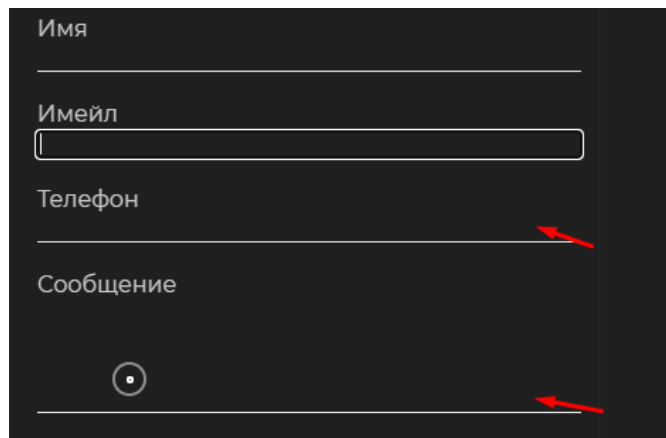 Имя
Имейл
Телефон
Сообщение